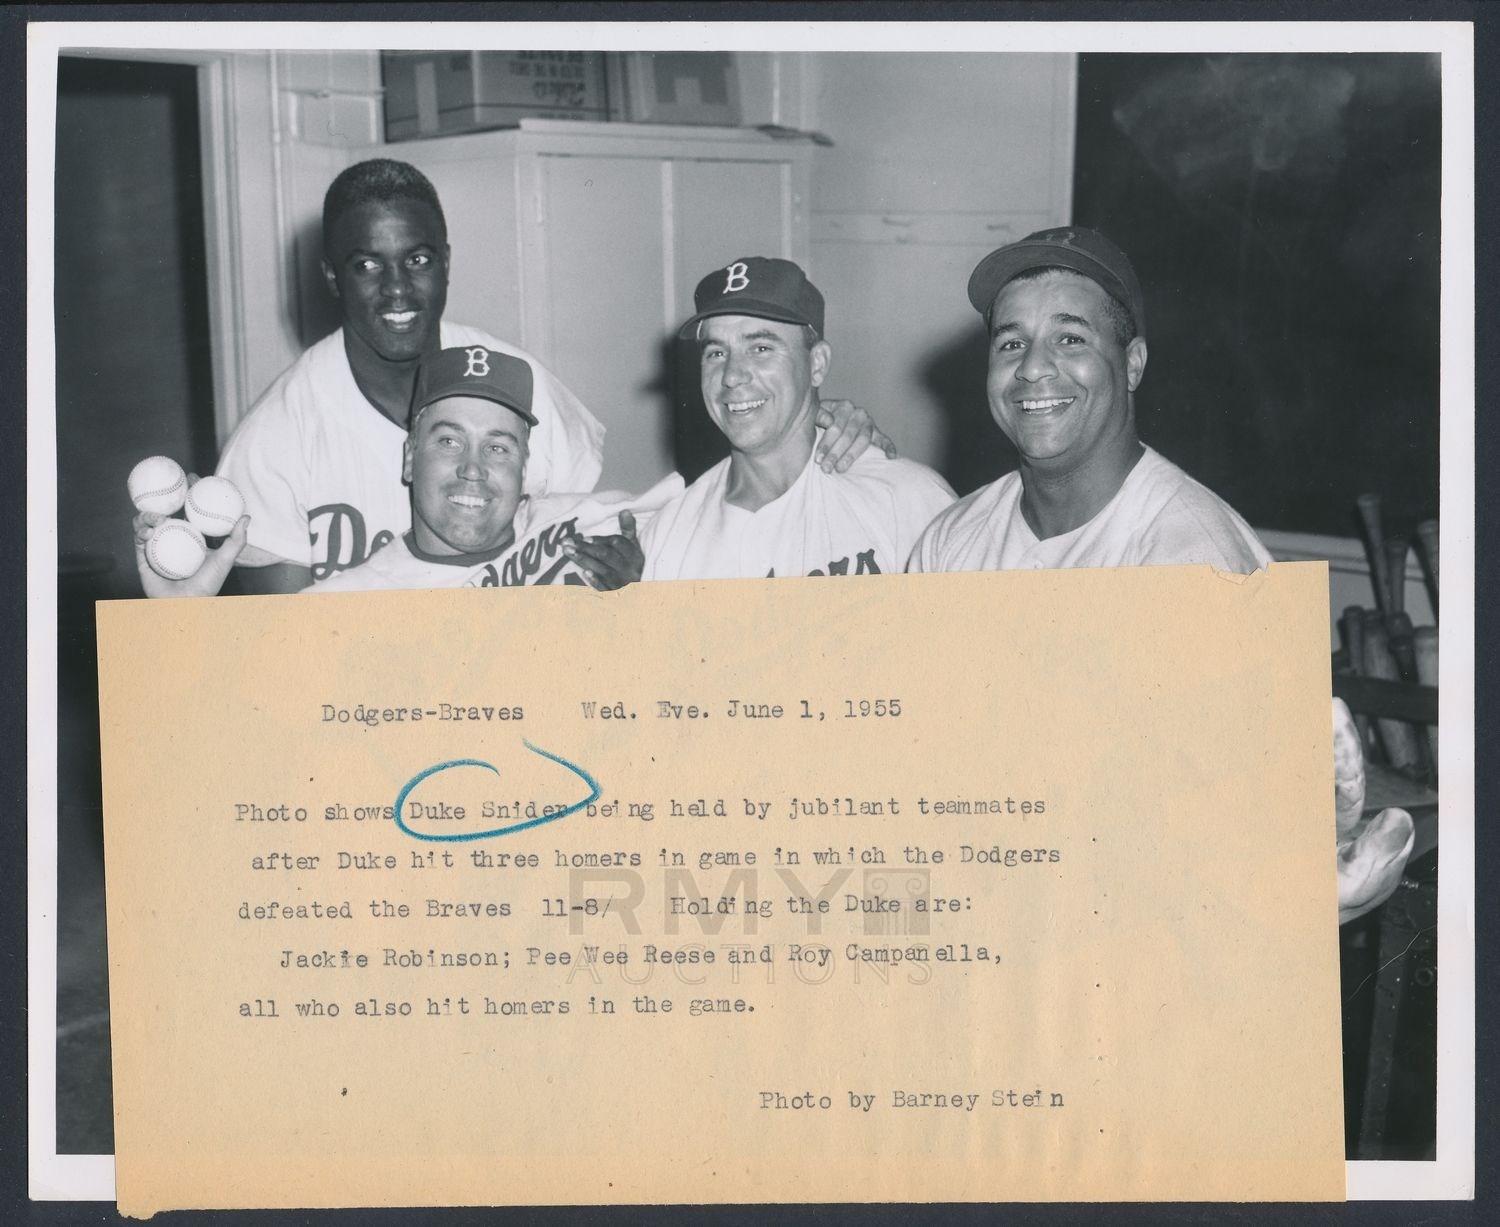 B
B
Do
dgers
ers
Dodgers-Braves Wed. Eve. June 1, 1955
Photo shows Duke Snider being held by jubilant teammates
after Duke hit three homers in game in which the Dodgers
defeated the Braves 11-8/ Holding the Duke are:
Jackie Robinson; Pee Wee Reese and Roy Campanella,
all who also hit homers in the game.
Photo by Barney Stein
RMY
AUCTIONS